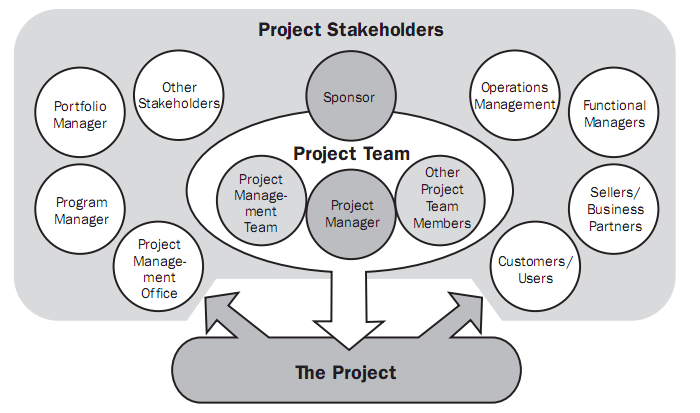 Project Stakeholders
Other
Stakeholders
Sponsor
Operations
Management
Portfolio
Manager
Functional
Managers
Project Team
Project
Manage-
ment
Team
Project
Manager
Other
Project
Team
Members
Program
Manager
Sellers/
Business
Partners
Project
Manage-
ment
Office
Customers/
Users
The Project